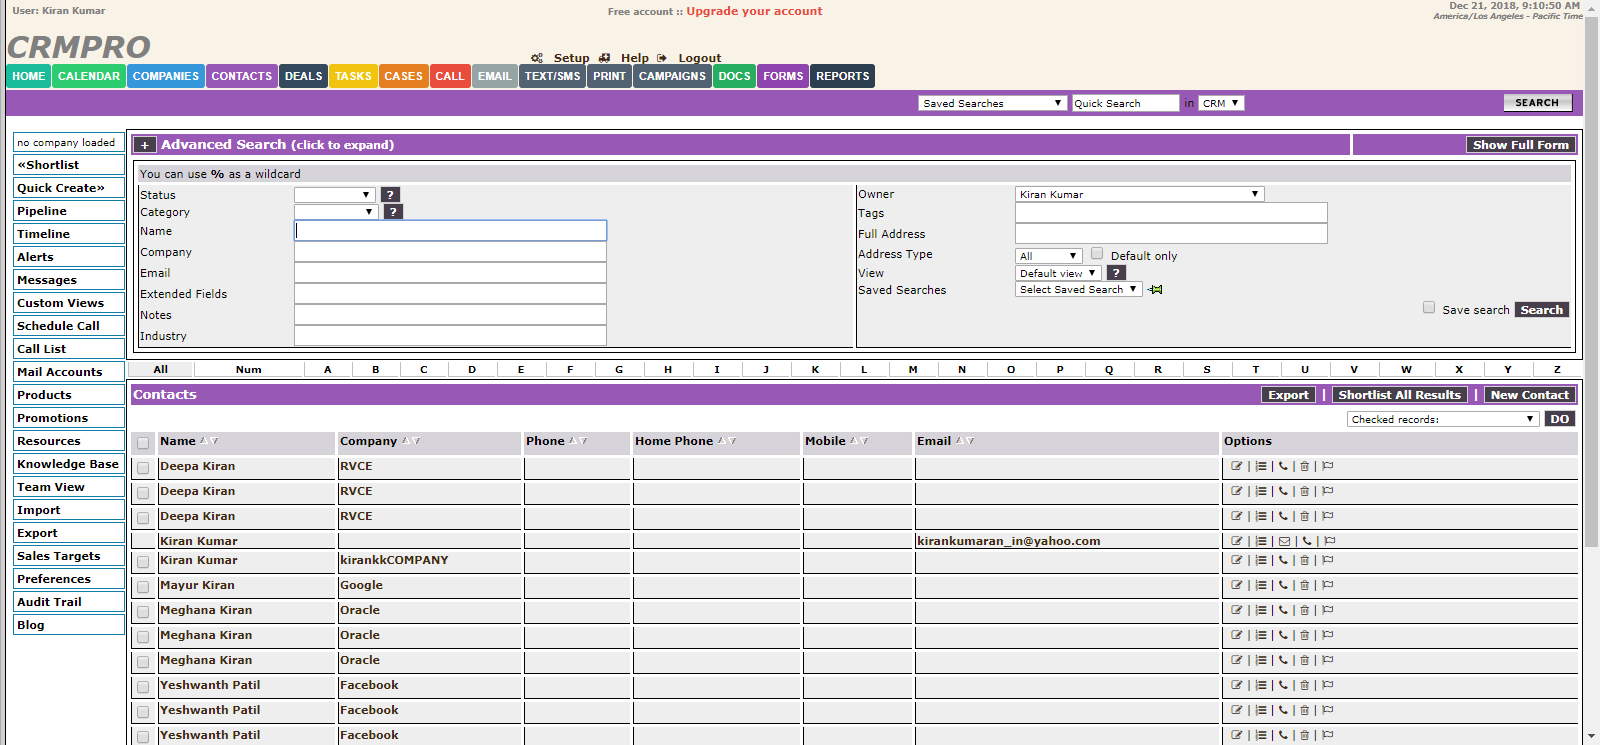 User: Kiran Kumar
Free account :: Upgrade your account
Dec 21, 2018, 9:10:50 AM
America/Los Angeles - Pacific Time
CRMPRO
Setup Help Logout
HOME CALENDAR COMPANIES CONTACTS DEALS TASKS CASES CALL EMAIL TEXT/SMS PRINT CAMPAIGNS DOCS FORMS REPORTS
Saved Searches Quick Search in CRM SEARCH
no company loaded
«Shortlist
Quick Create»
Pipeline
Timeline
Alerts
Messages
Custom Views
Schedule Call
Call List
Mail Accounts
Products
Promotions
Resources
Knowledge Base
Team View
Import
Export
Sales Targets
Preferences
Audit Trail
Blog
+ Advanced Search (click to expand) Show Full Form
You can use % as a wildcard
Status ?
Category ?
Name
Company
Email
Extended Fields
Notes
Industry
Owner Kiran Kumar
Tags
Full Address
Address Type All Default only
View Default view ?
Saved Searches Select Saved Search
Save search Search
All Num A B C D E F G H I J K L M N O P Q R S T U V W X Y Z
Contacts Export | Shortlist All Results | New Contact
Checked records: DO
Name Company Phone Home Phone Mobile Email Options
Deepa Kiran RVCE
Deepa Kiran RVCE
Deepa Kiran RVCE
Kiran Kumar kirankumaran_in@yahoo.com
Kiran Kumar kirankkCOMPANY
Mayur Kiran Google
Meghana Kiran Oracle
Meghana Kiran Oracle
Meghana Kiran Oracle
Yeshwanth Patil Facebook
Yeshwanth Patil Facebook
Yeshwanth Patil Facebook